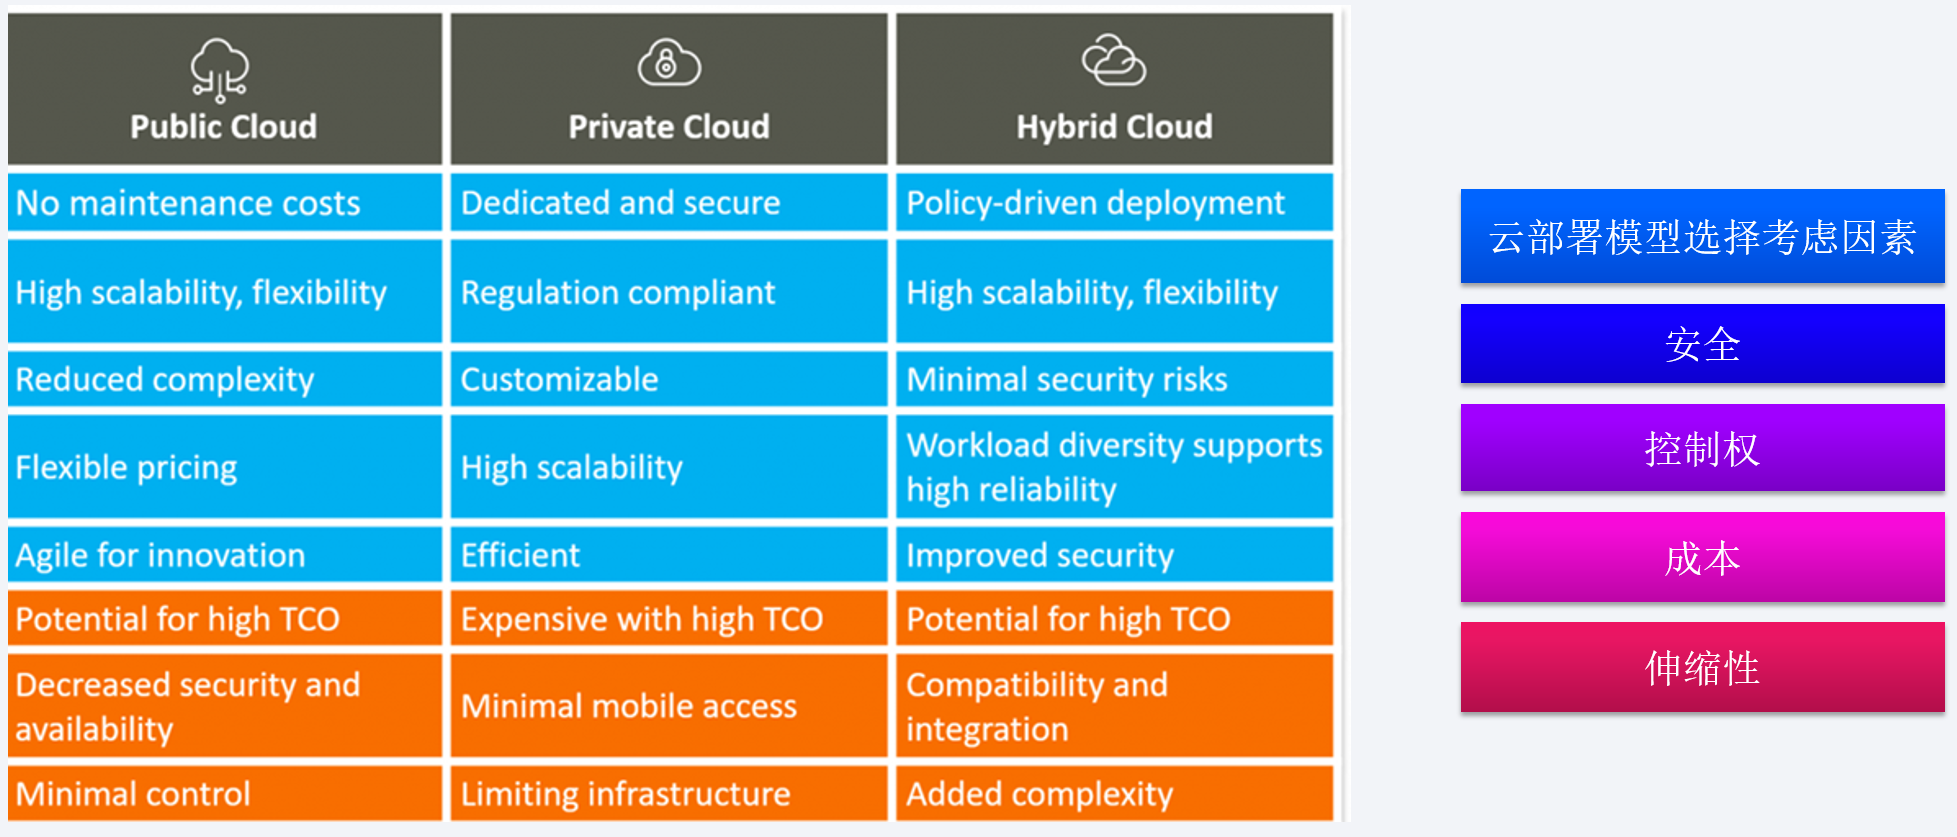 Public Cloud
Private Cloud
Hybrid Cloud
No maintenance costs
Dedicated and secure
Policy-driven deployment
High scalability, flexibility
Regulation compliant
High scalability, flexibility
Reduced complexity
Customizable
Minimal security risks
Flexible pricing
High scalability
Workload diversity supports
high reliability
Agile for innovation
Efficient
Improved security
Potential for high TCO
Expensive with high TCO
Potential for high TCO
Decreased security and
availability
Minimal mobile access
Compatibility and
integration
Minimal control
Limiting infrastructure
Added complexity
云部署模型选择考虑因素
安全
控制权
成本
伸缩性